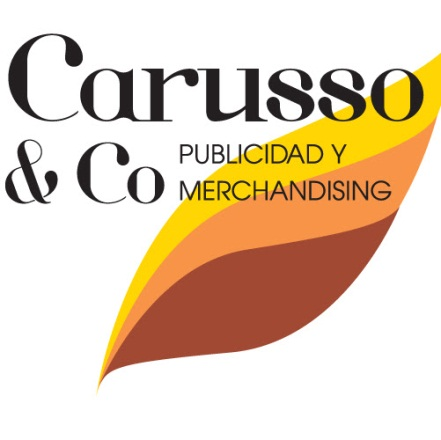 Carusso
& Co PUBLICIDAD Y
MERCHANDISING